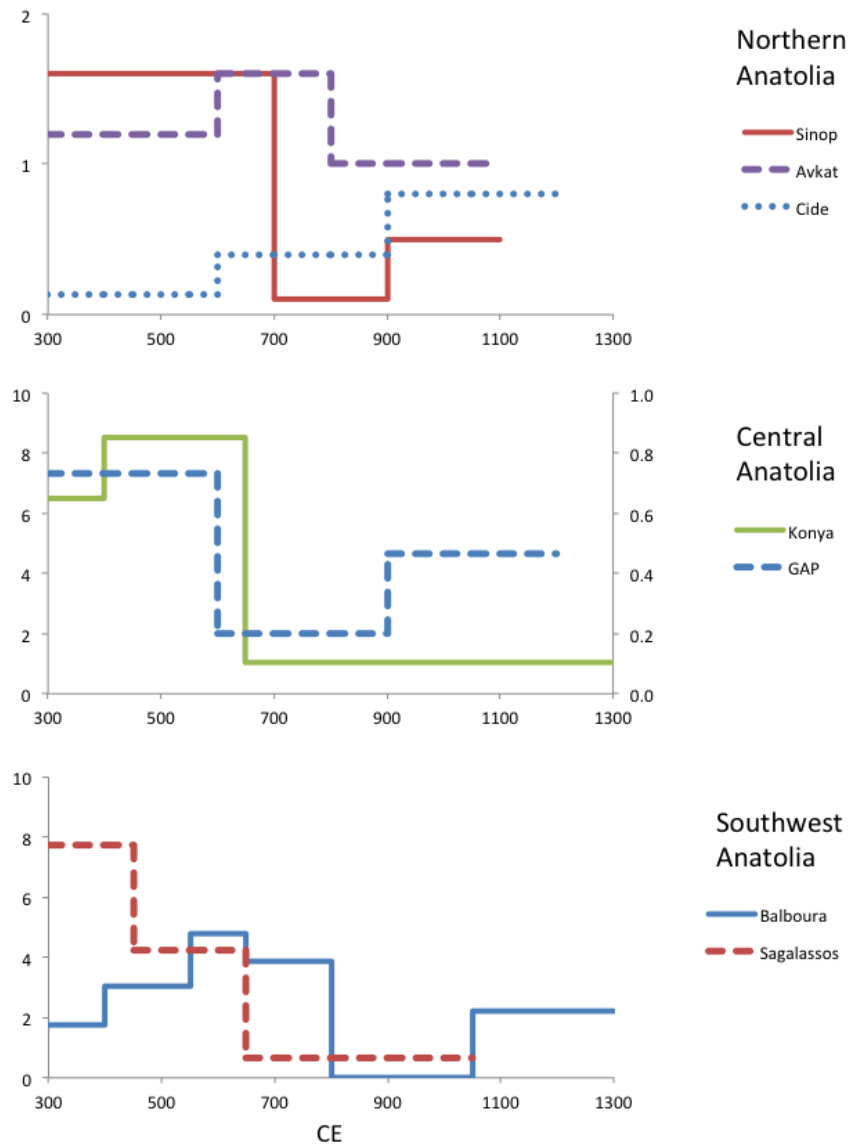 2
1
0
300 500 700 900 1100 1300
Northern
Anatolia
Sinop
Avkat
Cide
10 1.0
8 0.8
6 0.6
4 0.4
2 0.2
0 0.0
300 500 700 900 1100 1300
Central
Anatolia
Konya
GAP
10
8
6
4
2
0
300 500 700 900 1100 1300
CE
Southwest
Anatolia
Balboura
Sagalassos